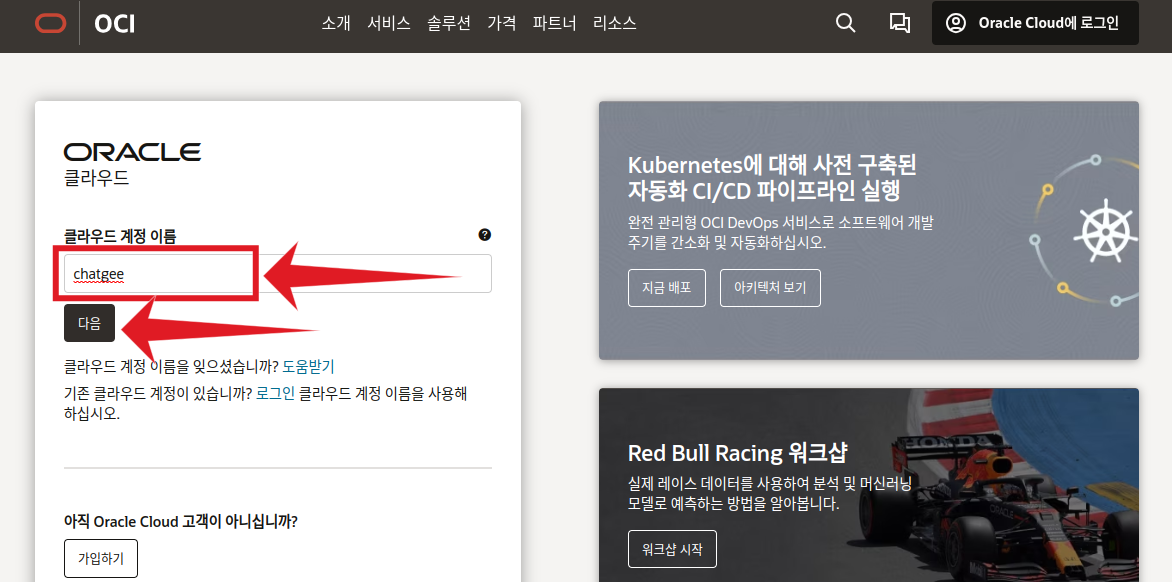 OCI
소개 서비스 솔루션 가격 파트너 리소스
Oracle Cloud에 로그인
ORACLE
클라우드
클라우드 계정 이름
?
chatgee
다음
클라우드 계정 이름을 잊으셨습니까? 도움받기
기존 클라우드 계정이 있습니까? 로그인 클라우드 계정 이름을 사용해
하십시오.
아직 Oracle Cloud 고객이 아니십니까?
가입하기
Kubernetes에 대해 사전 구축된
자동화 CI/CD 파이프라인 실행
완전 관리형 OCI DevOps 서비스로 소프트웨어 개발
주기를 간소화 및 자동화하십시오.
지금 배포
아키텍처 보기
Red Bull Racing 워크샵
실제 레이스 데이터를 사용하여 분석 및 머신러닝
모델로 예측하는 방법을 알아봅니다.
워크샵 시작
HONDA
ORACLE